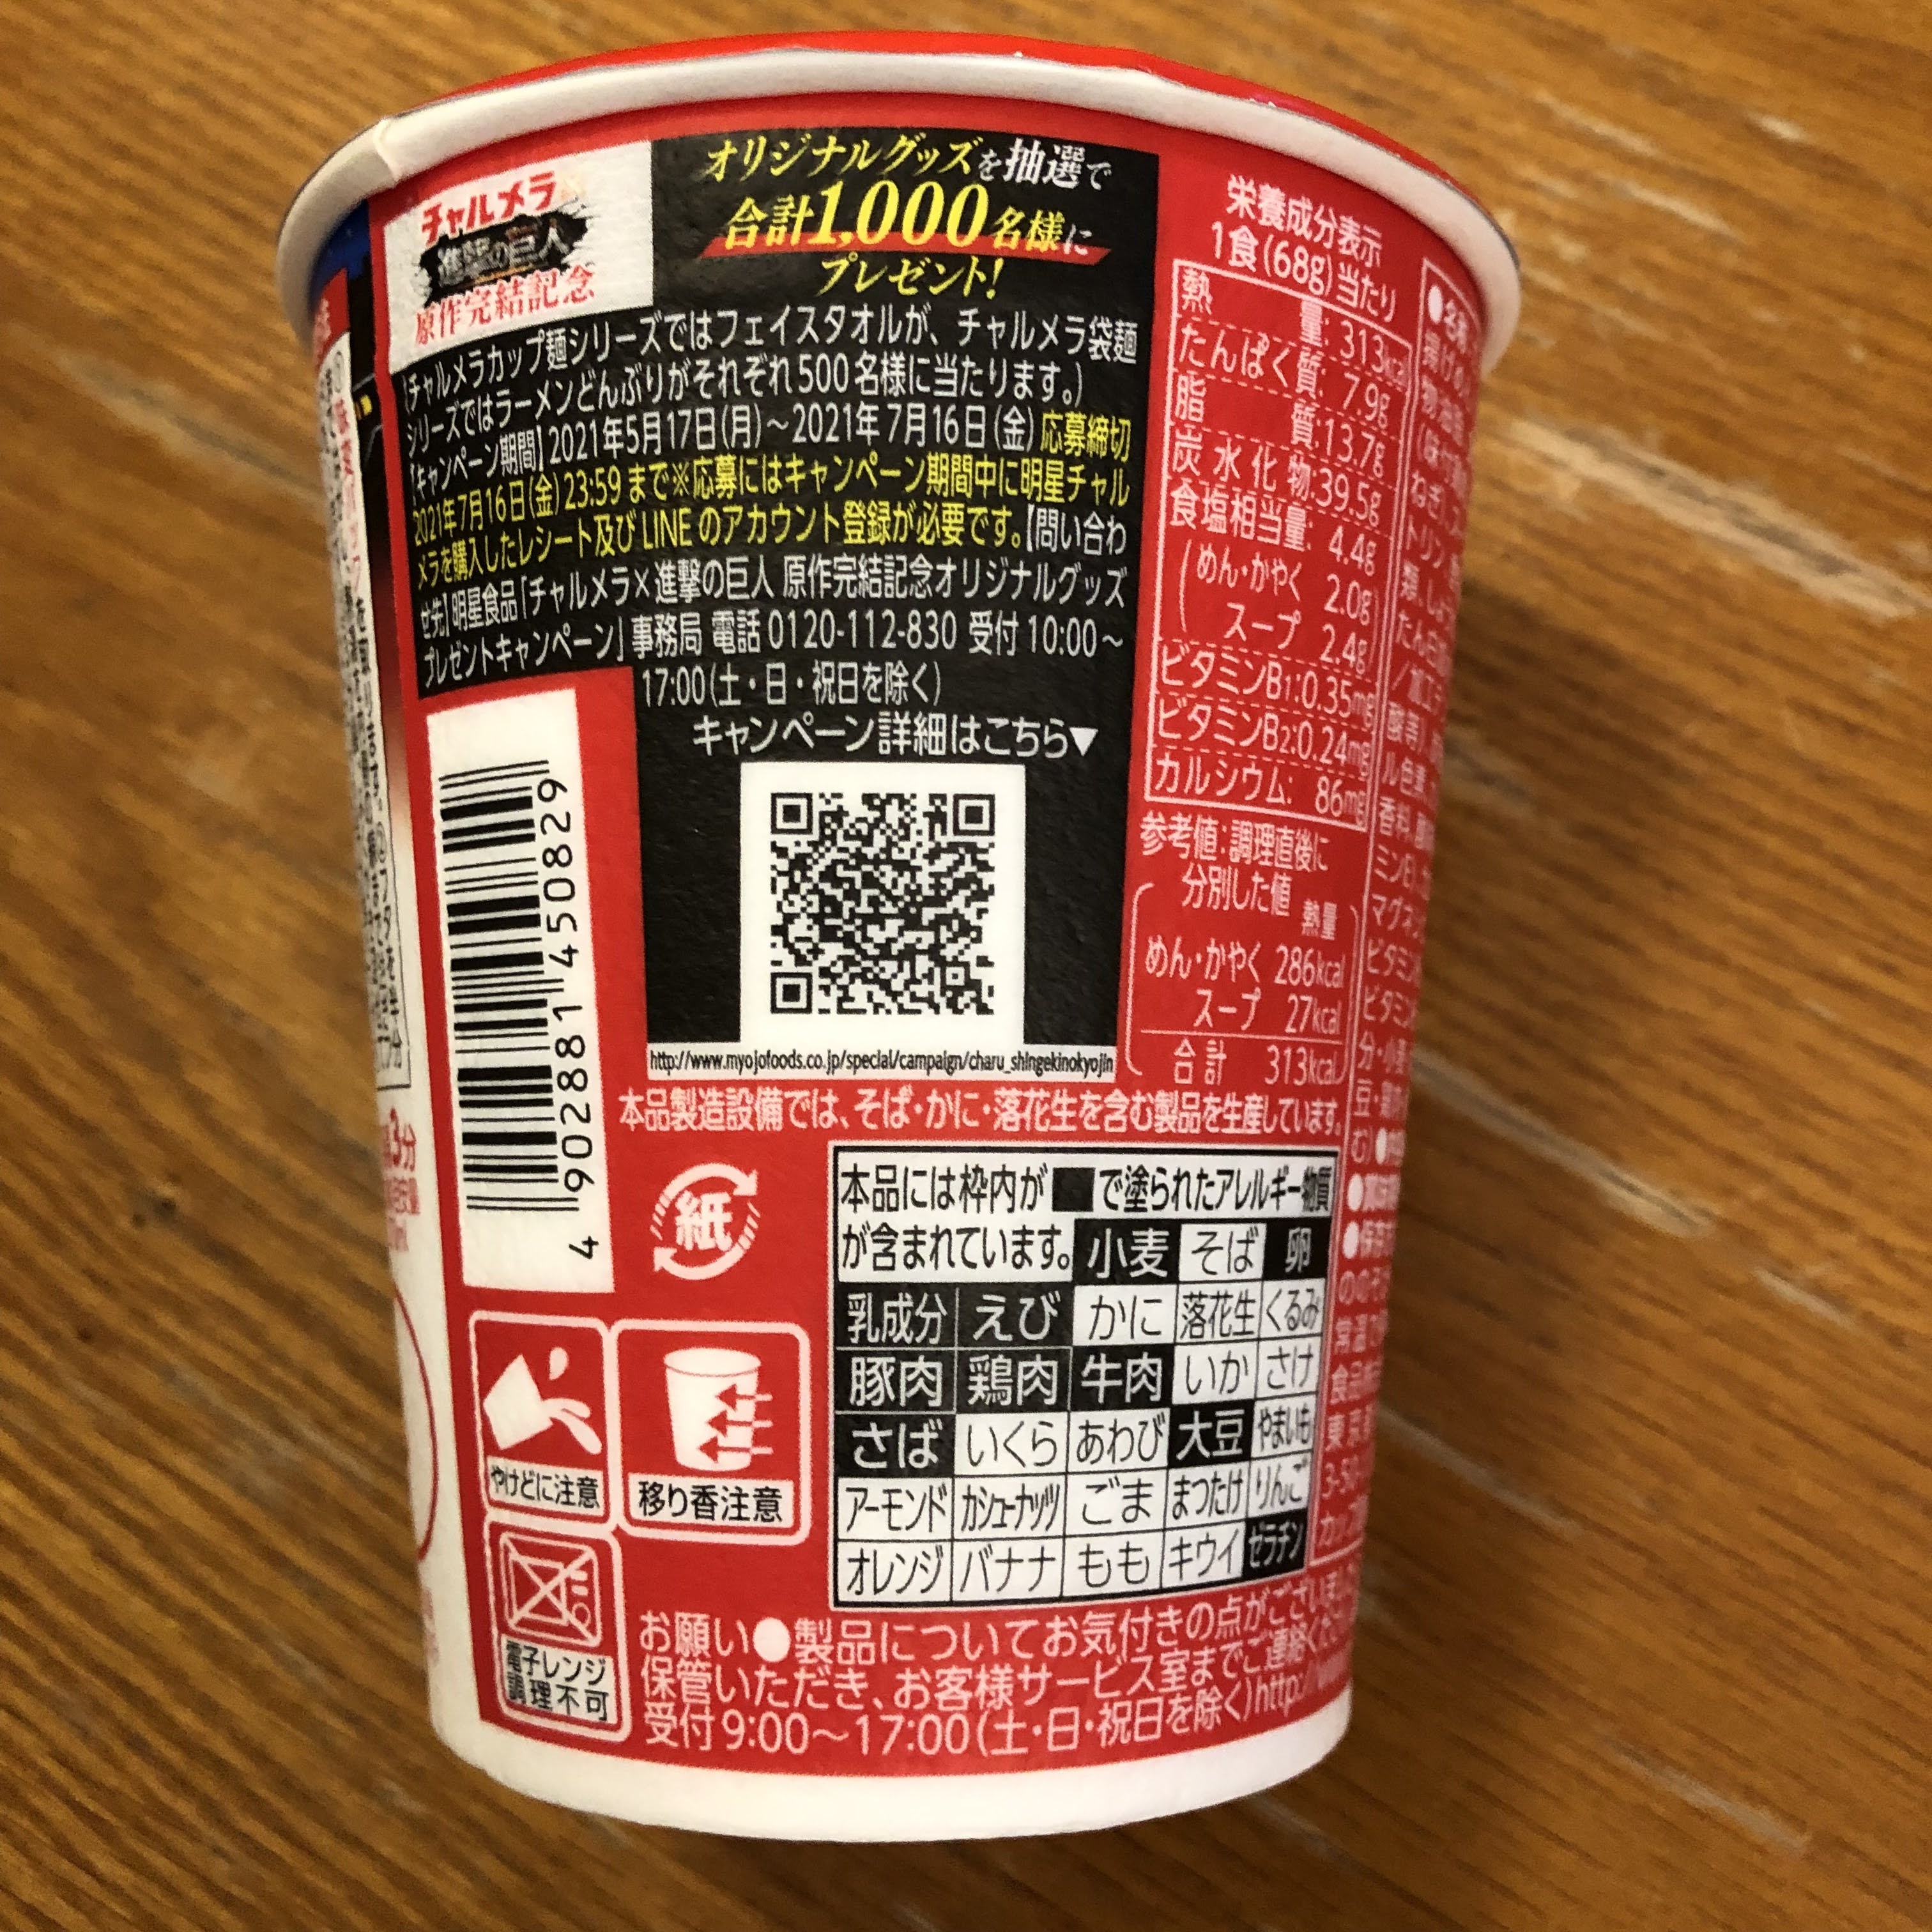 チャルメラ
進撃の巨人
原作完結記念
オリジナルグッズを抽選で
合計1,000名様に
プレゼント!
(チャルメラカップ麺シリーズではフェイスタオルが、チャルメラ袋麺
シリーズではラーメンどんぶりがそれぞれ500名様に当たります。)
【キャンペーン期間】2021年5月17日(月)~2021年7月16日(金)応募締切
2021年7月16日(金)23:59まで※応募にはキャンペーン期間中に明星チャル
メラを購入したレシート及びLINEのアカウント登録が必要です。【問い合わ
せ先】明星食品「チャルメラ×進撃の巨人 原作完結記念オリジナルグッズ
プレゼントキャンペーン」事務局 電話0120-112-830 受付10:00~
17:00(土・日・祝日を除く)
キャンペーン詳細はこちら▼
http://www.myojofoods.co.jp/special/campaign/charu_shingekinokyojin
4 902881 450829
栄養成分表示
1食(68g)当たり
熱量: 313kcal
たんぱく質: 7.9g
脂質:13.7g
炭水化物:39.5g
食塩相当量: 4.4g
(めん・かやく 2.0g
スープ 2.4g)
ビタミンB1:0.35mg
ビタミンB2:0.24mg
カルシウム: 86mg
参考値:調理直後に
分別した値
熱量
めん・かやく 286kcal
スープ 27kcal
合計 313kcal
本品製造設備では、そば・かに・落花生を含む製品を生産しています。
紙
本品には枠内が■で塗られたアレルギー物質
が含まれています。 小麦 そば 卵
乳成分 えび かに 落花生 くるみ
豚肉 鶏肉 牛肉 いか さけ
さば いくら あわび 大豆 やまいも
アーモンド カシューナッツ ごま まつたけ りんご
オレンジ バナナ もも キウイ ゼラチン
やけどに注意
移り香注意
電子レンジ
調理不可
お願い●製品についてお気付きの点がございま
保管いただき、お客様サービス室までご連絡くだ
受付9:00~17:00(土・日・祝日を除く)http:/